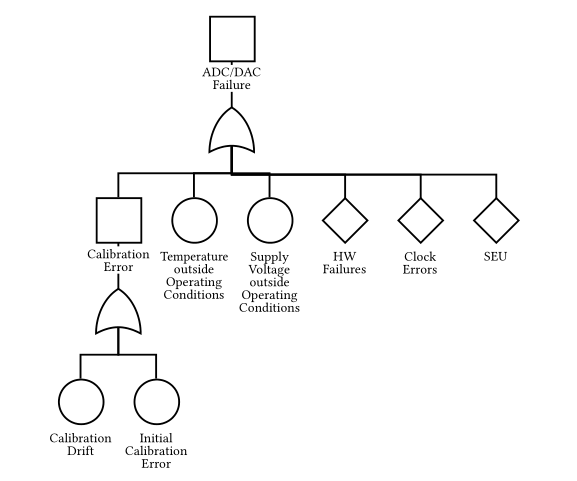 ADC/DAC
Failure
Calibration
Error
Temperature
outside
Operating
Conditions
Supply
Voltage
outside
Operating
Conditions
HW
Failures
Clock
Errors
SEU
Calibration
Drift
Initial
Calibration
Error